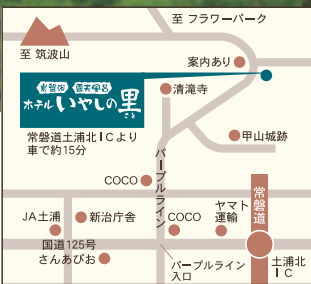 至 フラワーパーク
至 筑波山
案内あり
常磐湯 露天風呂
ホテル いやしの里
さと
清滝寺
常磐道土浦北ICより
車で約15分
甲山城跡
パープルライン
COCO
常磐道
JA土浦
新治庁舎
COCO
ヤマト
運輸
国道125号
さんあぴお
パープルライン
入口
土浦北
IC